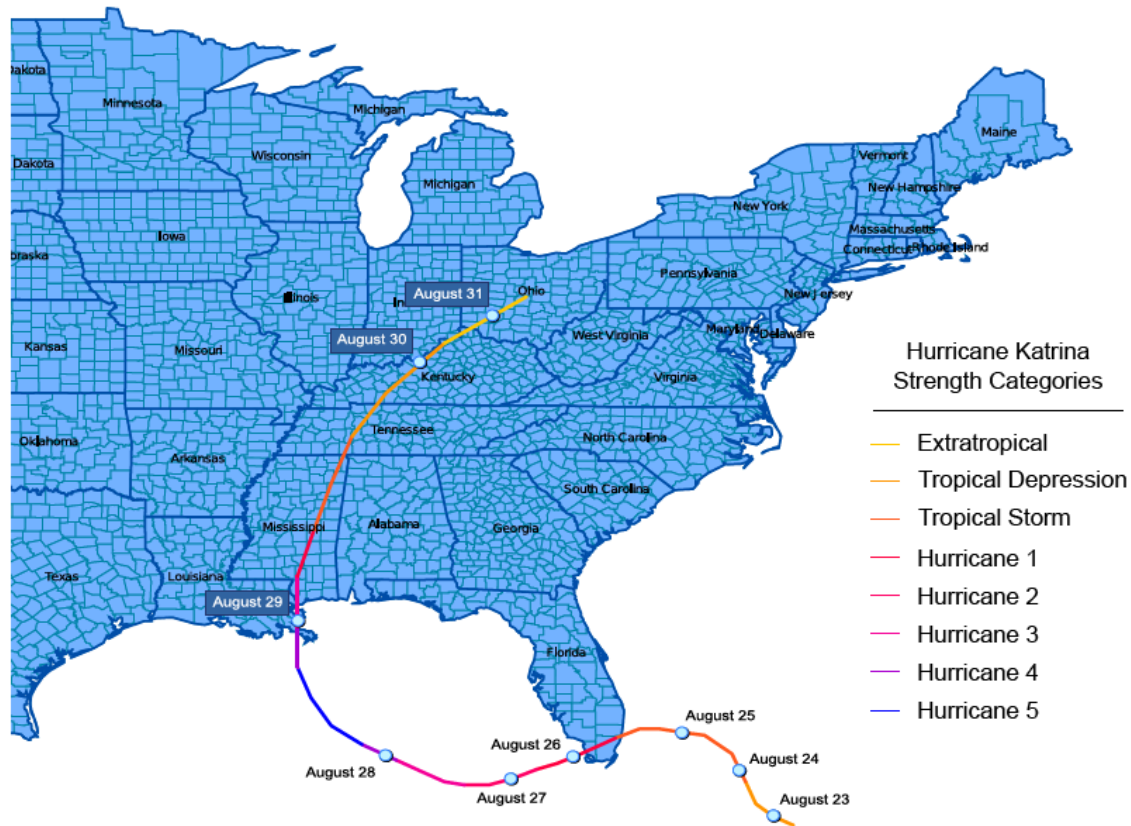 Dakota
Minnesota
Michigan
Maine
Wisconsin
Vermont
Dakota
Michigan
New Hampshire
New York
Iowa
Massachusetts
Connecticut
Rhode Island
oraska
Pennsylvania
Ohio
August 31
New Jersey
Illinois
In
August 30
West Virginia
Maryland
Delaware
Kansas
Missouri
Kentucky
Virginia
Tennessee
North Carolina
Oklahoma
Arkansas
South Carolina
Mississippi
Alabama
Georgia
Texas
Louisiana
August 29
Florida
August 25
August 26
August 24
August 28
August 27
August 23
Hurricane Katrina
Strength Categories
Extratropical
Tropical Depression
Tropical Storm
Hurricane 1
Hurricane 2
Hurricane 3
Hurricane 4
Hurricane 5